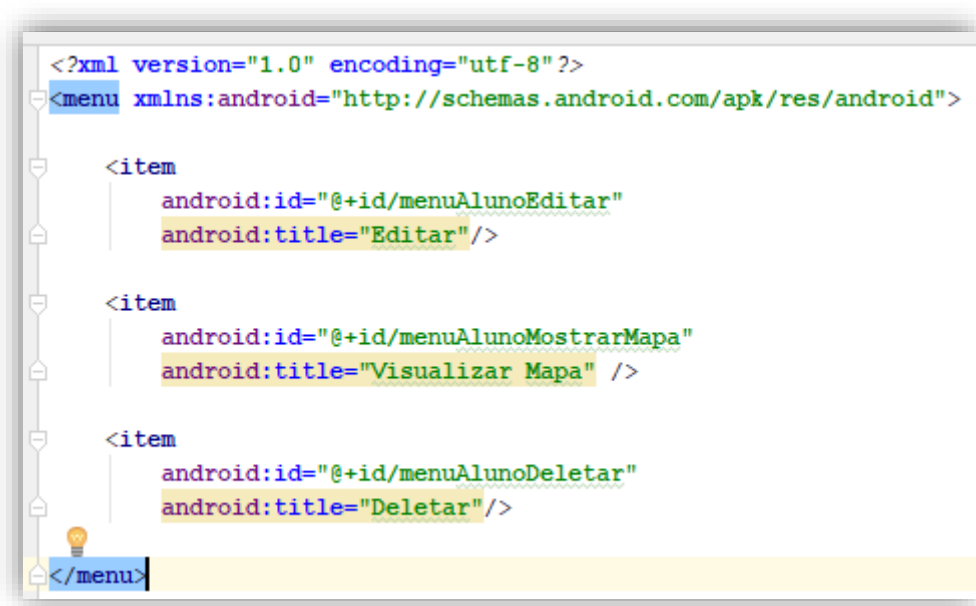 <?xml version="1.0" encoding="utf-8"?>
<menu xmlns:android="http://schemas.android.com/apk/res/android">
<item
android:id="@+id/menuAlunoEditar"
android:title="Editar"/>
<item
android:id="@+id/menuAlunoMostrarMapa"
android:title="Visualizar Mapa" />
<item
android:id="@+id/menuAlunoDeletar"
android:title="Deletar"/>
</menu>